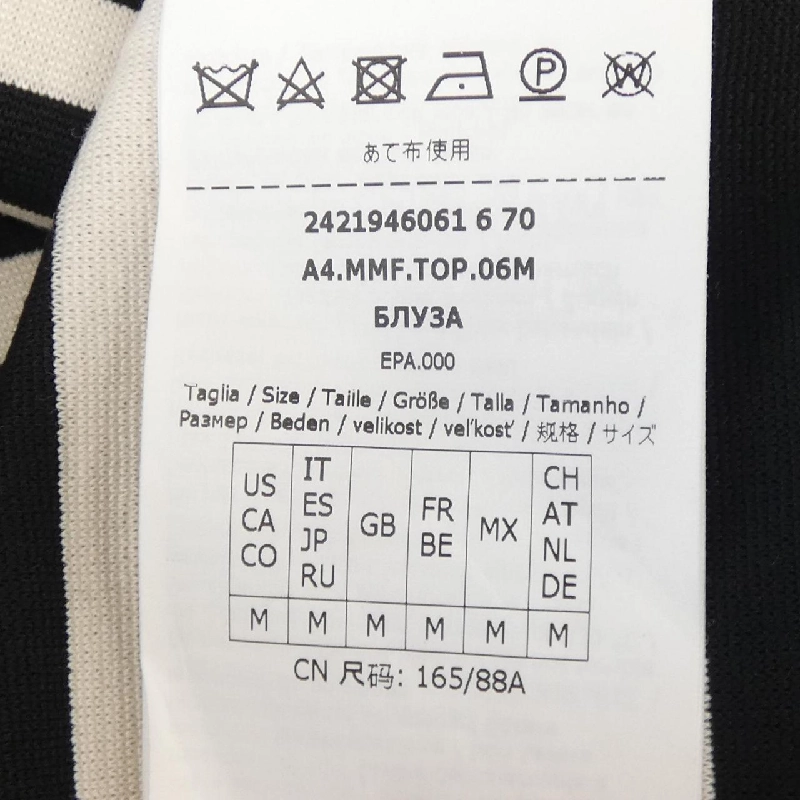 P W
あて布使用
2421946061 6 70
A4.MMF.TOP.06M
БЛУЗА
EPA.000
Taglia / Size / Taille / Größe / Talla / Tamanho /
Размер / Beden / velikost / veľkosť / 规格 / サイズ
US CA CO IT ES JP RU GB FR BE MX CH AT NL DE
M M M M M M
CN 尺码: 165/88A